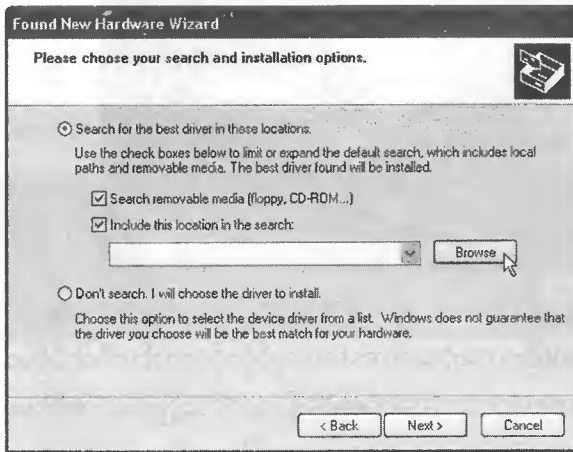 Found New Hardware Wizard
Please choose your search and installation options.
Search for the best driver in these locations.
Use the check boxes below to limit or expand the default search, which includes local
paths and removable media. The best driver found will be installed.
Search removable media (floppy, CD-ROM...)
Include this location in the search:
Browse
Don't search. I will choose the driver to install.
Choose this option to select the device driver from a list. Windows does not guarantee that
the driver you choose will be the best match for your hardware.
< Back Next > Cancel